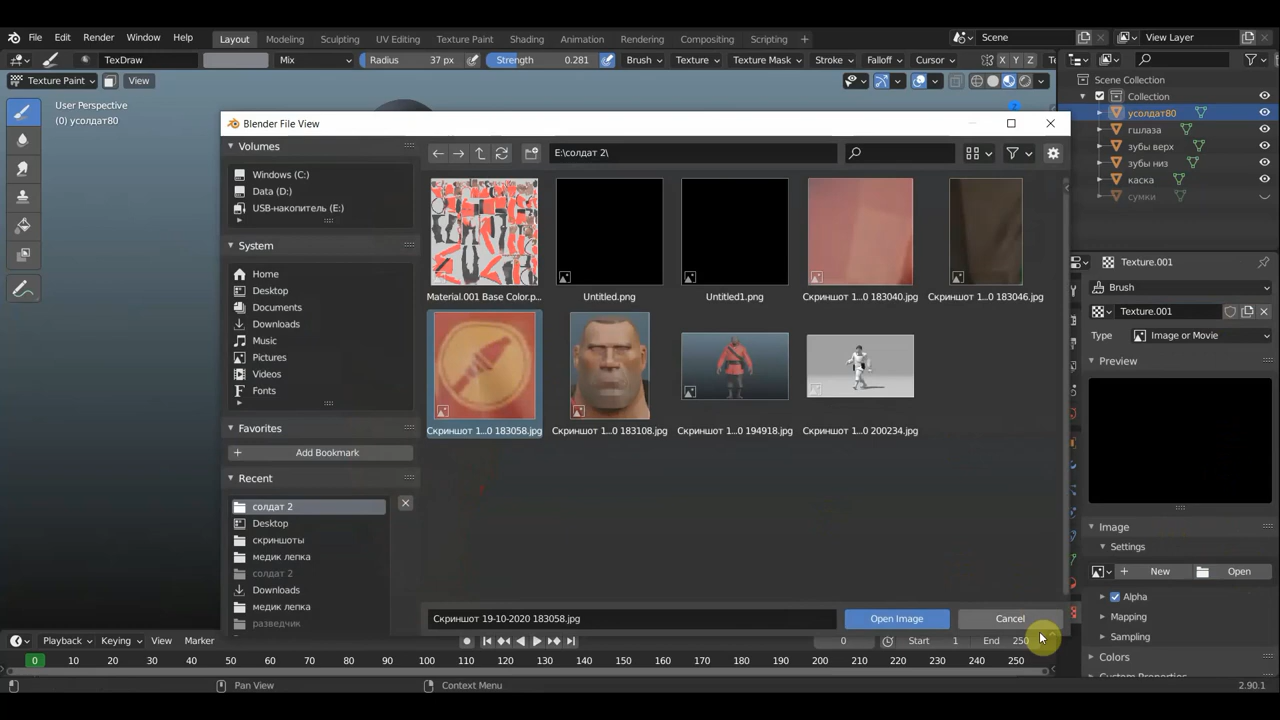 File Edit Render Window Help Layout Modeling Sculpting UV Editing Texture Paint Shading Animation Rendering Compositing Scripting Scene View Layer
TexDraw Mix Radius 37 px Strength 0.281 Brush Texture Texture Mask Stroke Falloff Cursor X Y Z
Texture Paint View
User Perspective
(0) усолдат80
Scene Collection
Collection
усолдат80
гшлаза
зубы верх
зубы низ
каска
сумки
Blender File View
Volumes
Windows (C:)
Data (D:)
USB-накопитель (E:)
System
Home
Desktop
Documents
Downloads
Music
Pictures
Videos
Fonts
Favorites
Add Bookmark
Recent
солдат 2
Desktop
скриншоты
медик лепка
солдат 2
Downloads
медик лепка
разведчик
E:\солдат 2\
Material.001 Base Color.p... Untitled.png Untitled1.png Скриншот 1...0 183040.jpg Скриншот 1...0 183046.jpg
Скриншот 1...0 183058.jpg Скриншот 1...0 183108.jpg Скриншот 1...0 194918.jpg Скриншот 1...0 200234.jpg
Скриншот 19-10-2020 183058.jpg Open Image Cancel
Texture.001
Brush
Texture.001
Type Image or Movie
Preview
Image
Settings
New Open
Alpha
Mapping
Sampling
Colors
Custom Properties
Playback Keying View Marker 0 Start 1 End 250
0 10 20 30 40 50 60 70 80 90 100 110 120 130 140 150 160 170 180 190 200 210 220 230 240 250
Pan View Context Menu 2.90.1